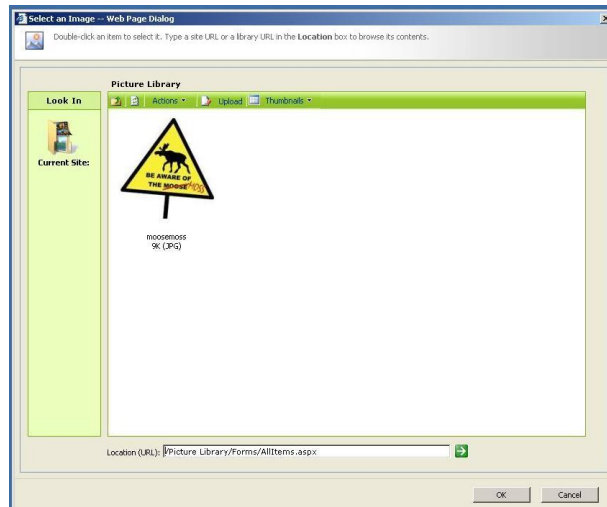 Select an Image -- Web Page Dialog
Double-click an item to select it. Type a site URL or a library URL in the Location box to browse its contents.
Picture Library
Look In
Actions
Upload
Thumbnails
Current Site:
BE AWARE OF
THE MOOSE MOSS
moosemoss
9K (JPG)
Location (URL): /Picture Library/Forms/AllItems.aspx
OK
Cancel